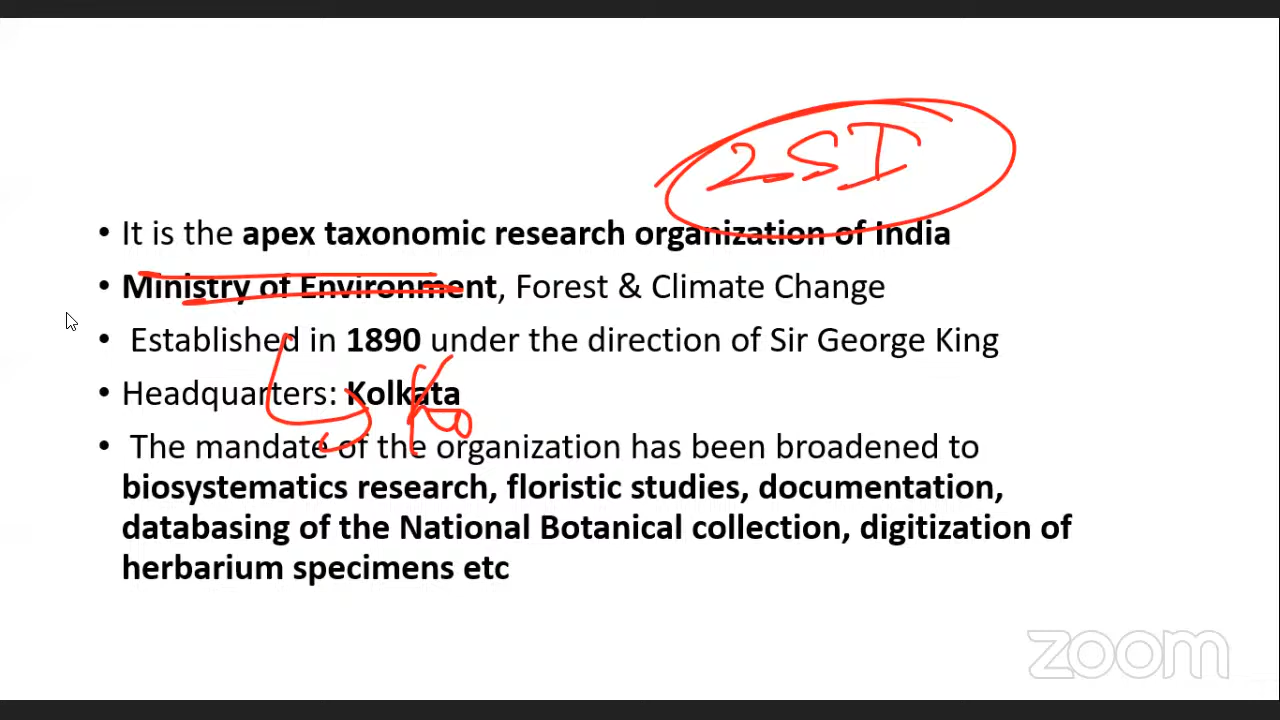 ZSI
• It is the apex taxonomic research organization of India
• Ministry of Environment, Forest & Climate Change
• Established in 1890 under the direction of Sir George King
• Headquarters: Kolkata
Ko
• The mandate of the organization has been broadened to
biosystematics research, floristic studies, documentation,
databasing of the National Botanical collection, digitization of
herbarium specimens etc
zoom